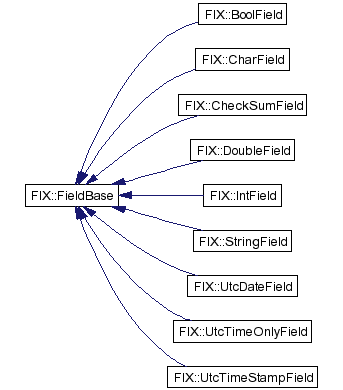 FIX::BoolField
FIX::CharField
FIX::CheckSumField
FIX::DoubleField
FIX::FieldBase
FIX::IntField
FIX::StringField
FIX::UtcDateField
FIX::UtcTimeOnlyField
FIX::UtcTimeStampField